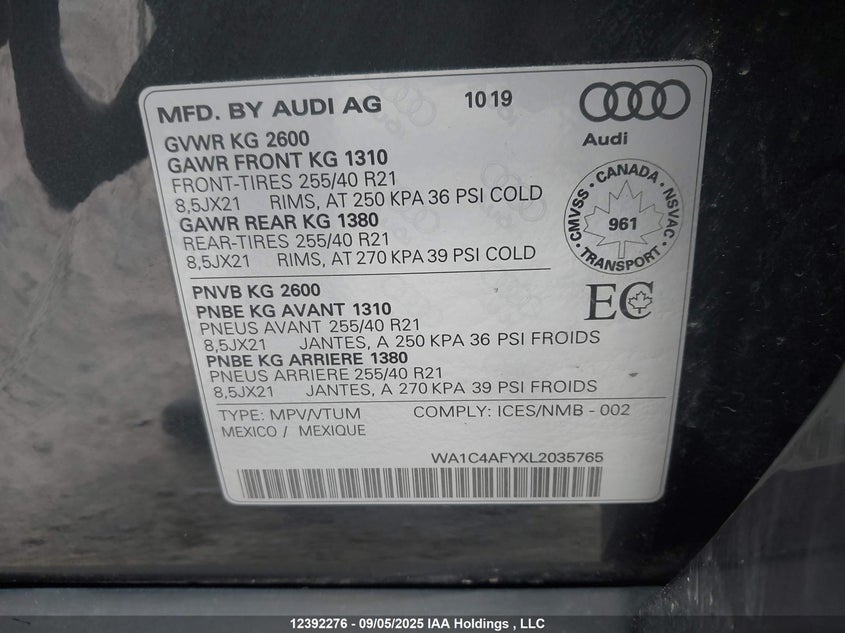 MFD. BY AUDI AG 10 19
Audi
GVWR KG 2600
GAWR FRONT KG 1310
FRONT-TIRES 255/40 R21
8,5JX21 RIMS, AT 250 KPA 36 PSI COLD
GAWR REAR KG 1380
REAR-TIRES 255/40 R21
8,5JX21 RIMS, AT 270 KPA 39 PSI COLD
CMVSS · CANADA · NSVAC
961
· TRANSPORT ·
EC
PNVB KG 2600
PNBE KG AVANT 1310
PNEUS AVANT 255/40 R21
8,5JX21 JANTES, A 250 KPA 36 PSI FROIDS
PNBE KG ARRIERE 1380
PNEUS ARRIERE 255/40 R21
8,5JX21 JANTES, A 270 KPA 39 PSI FROIDS
TYPE: MPV/VTUM COMPLY: ICES/NMB - 002
MEXICO / MEXIQUE
WA1C4AFYXL2035765
12392276 - 09/05/2025 IAA Holdings , LLC